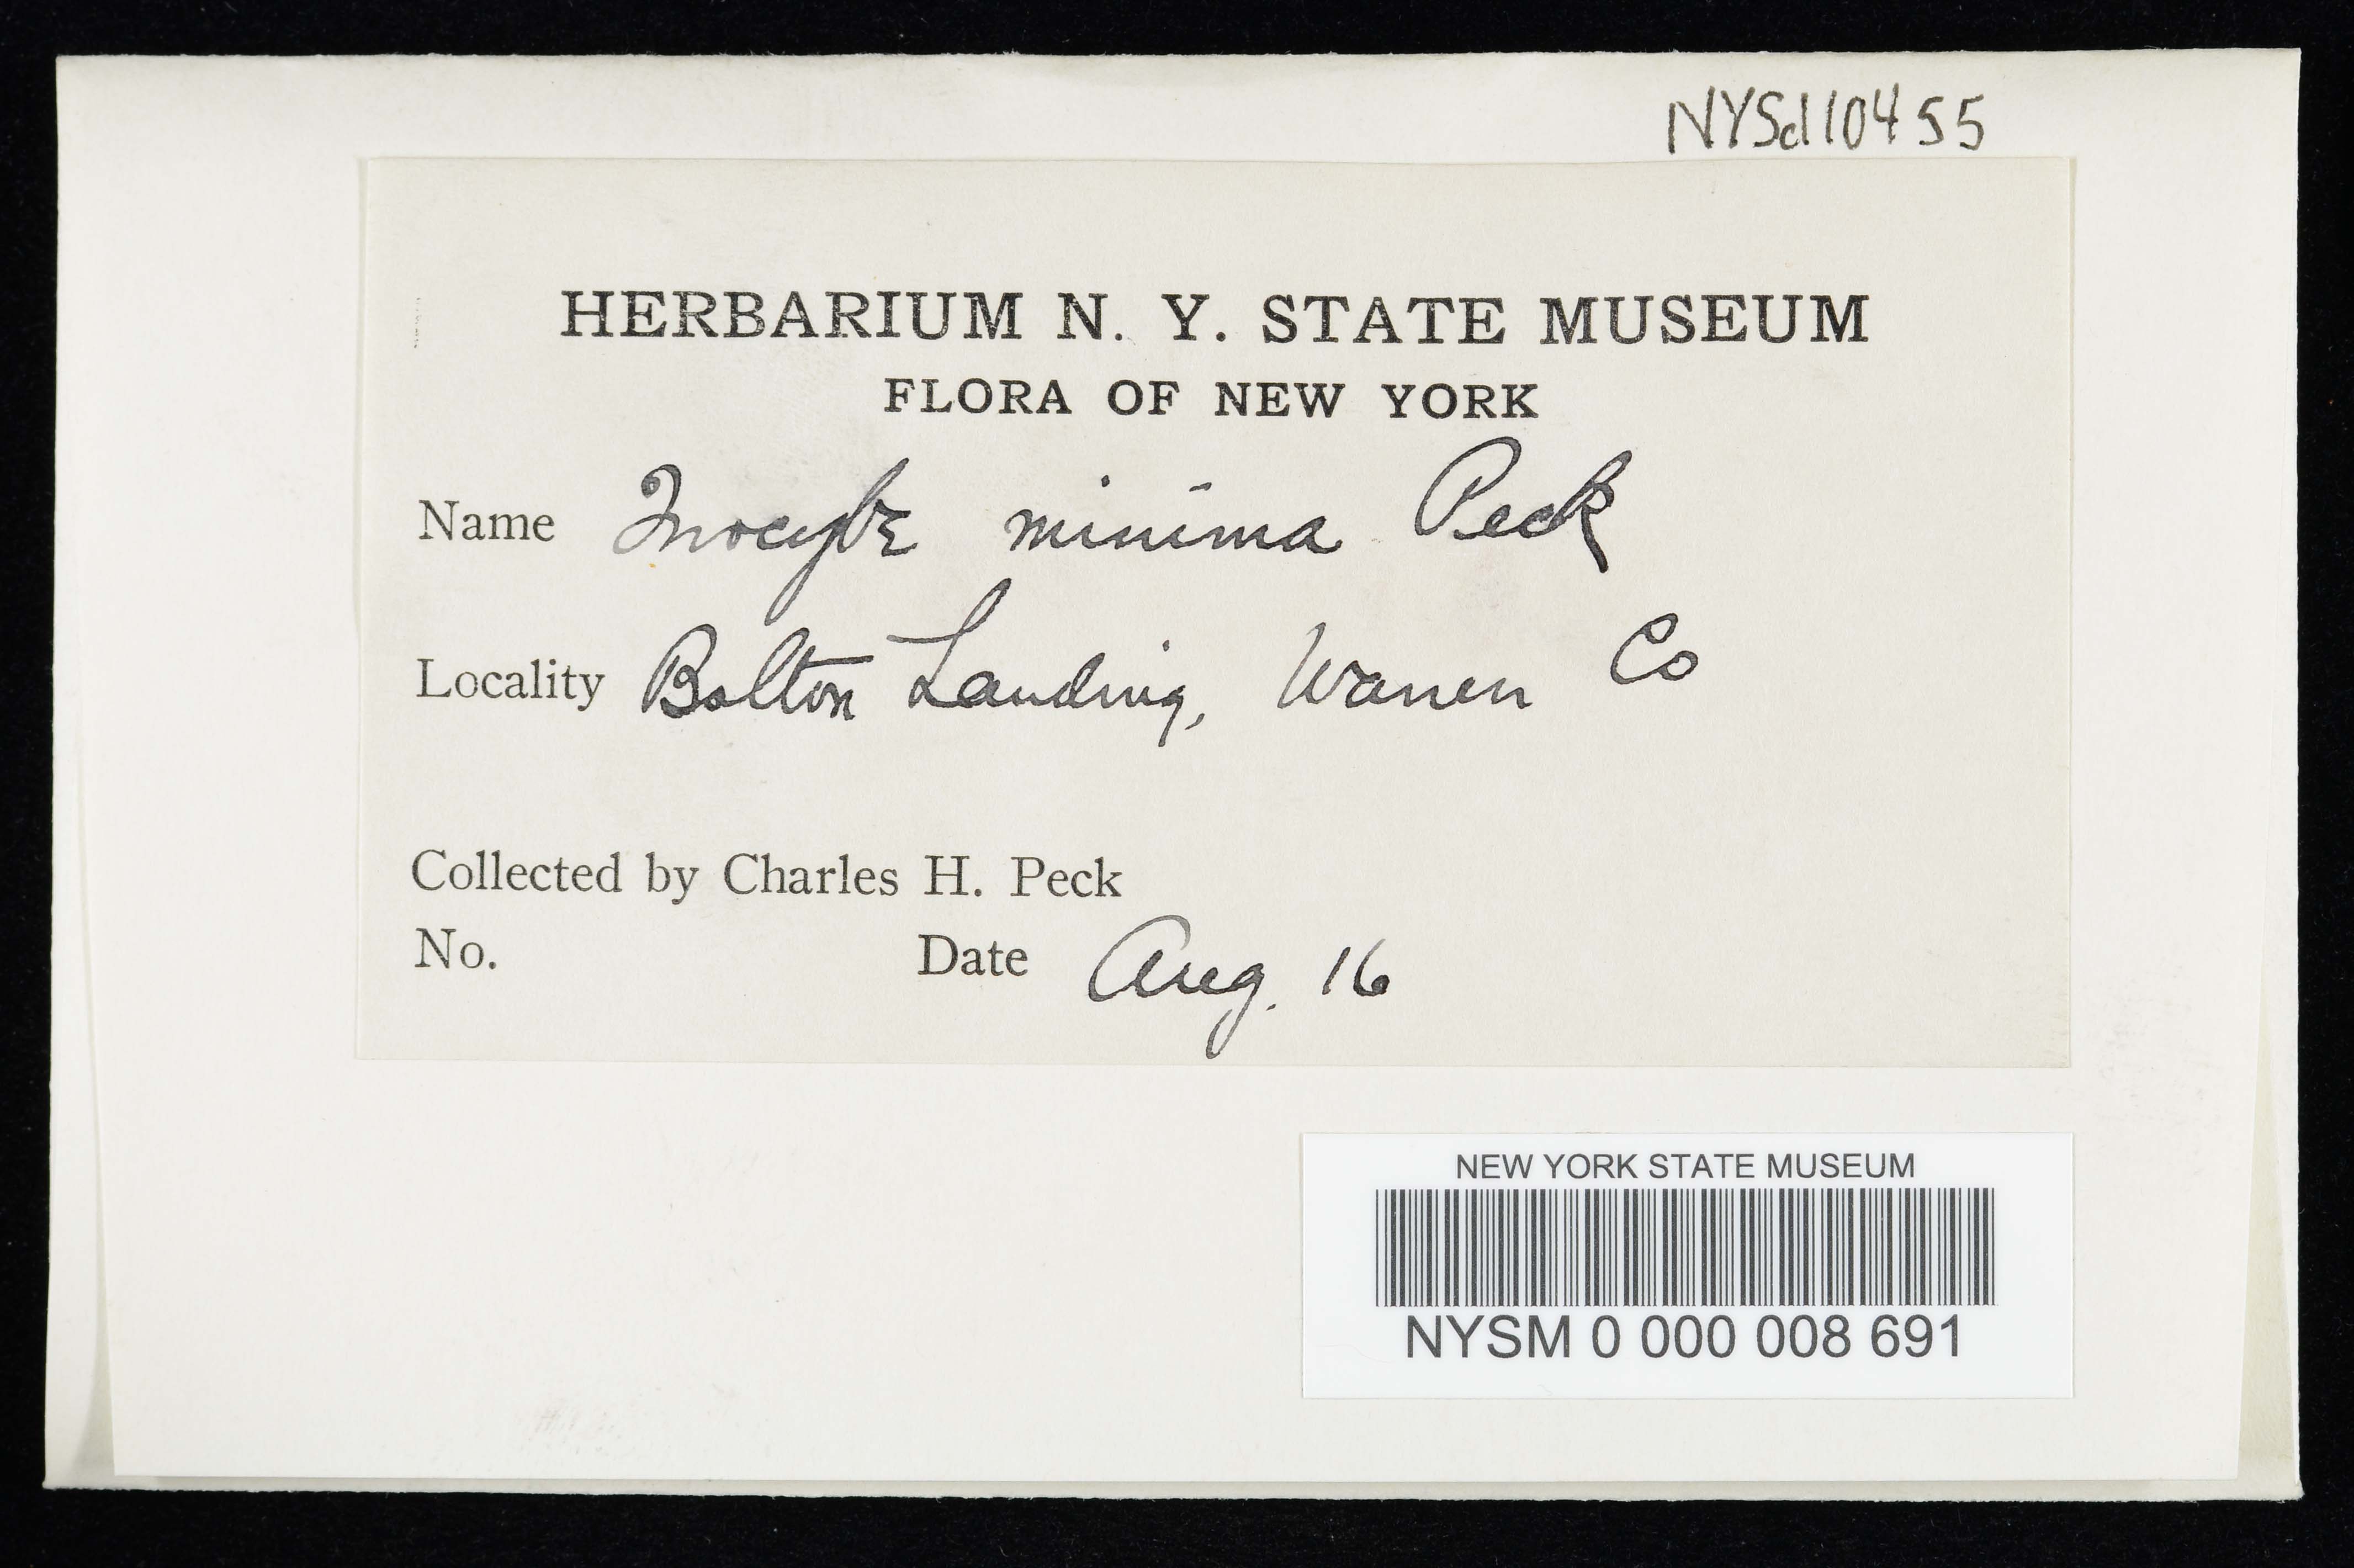 NYSd10455
HERBARIUM N. Y. STATE MUSEUM
FLORA OF NEW YORK
Name Inocybe minima Peck
Locality Bolton Landing, Warren Co
Collected by Charles H. Peck
No. Date Aug. 16
NEW YORK STATE MUSEUM
NYSM 0 000 008 691